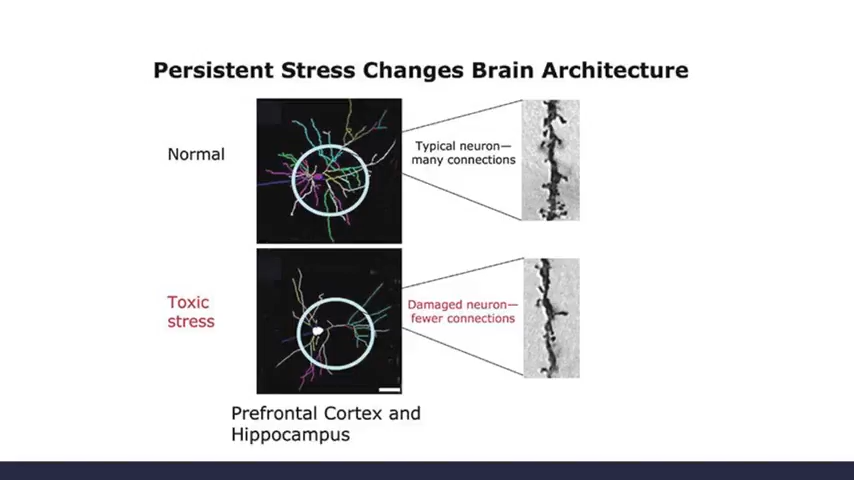 Persistent Stress Changes Brain Architecture
Normal
Typical neuron—
many connections
Toxic
stress
Damaged neuron—
fewer connections
Prefrontal Cortex and
Hippocampus